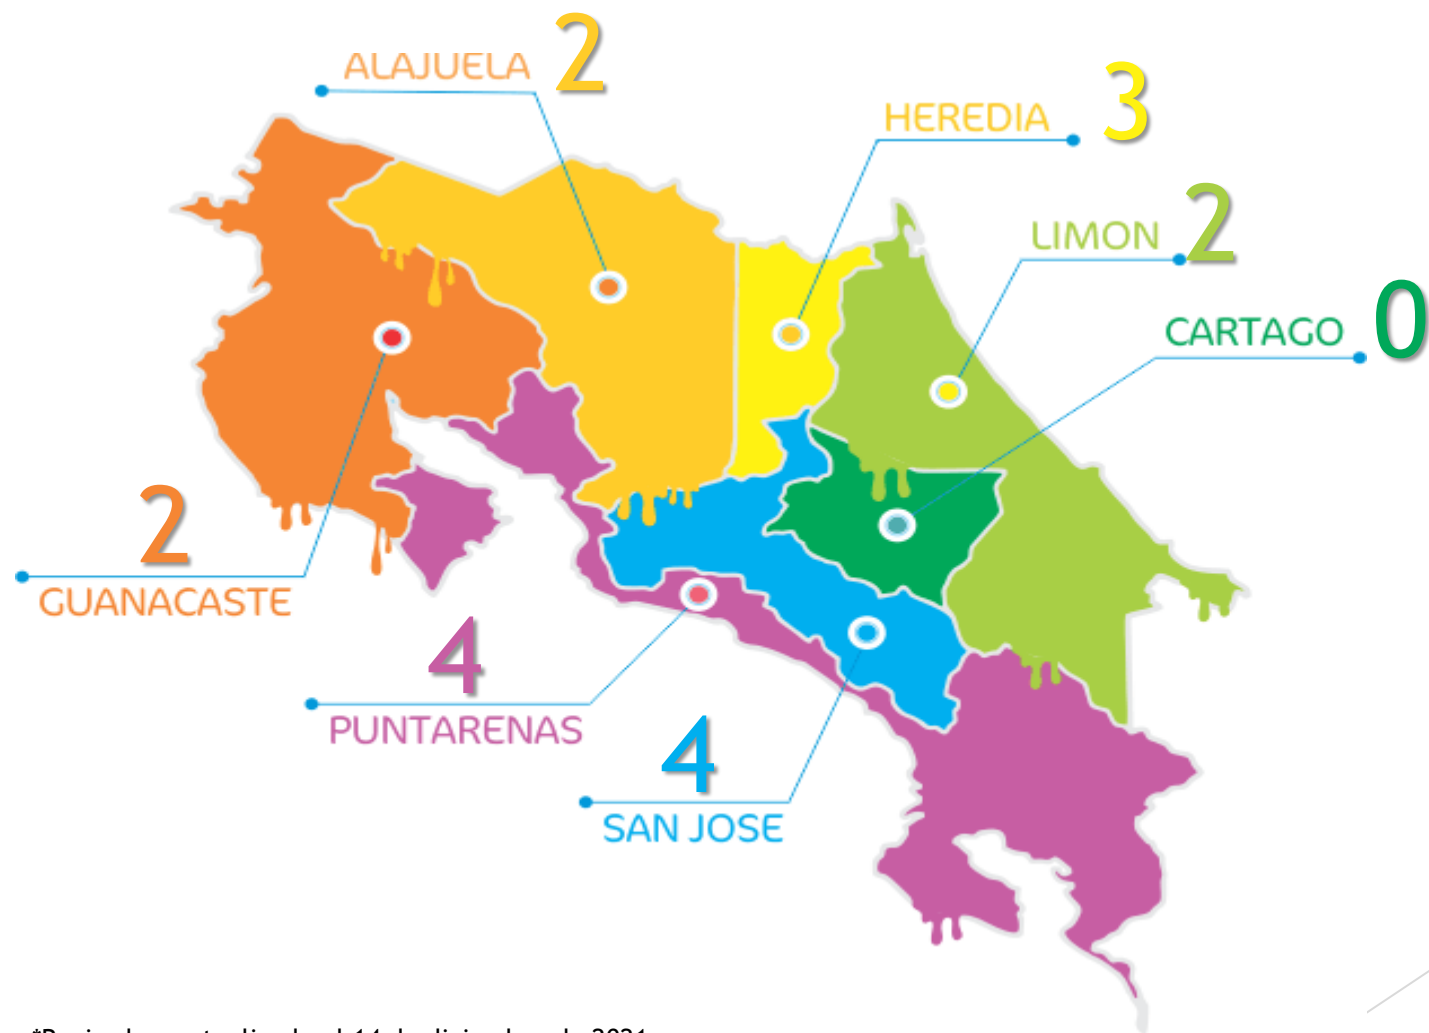 ALAJUELA 2
HEREDIA 3
LIMON 2
CARTAGO 0
2
GUANACASTE
4
PUNTARENAS
4
SAN JOSE